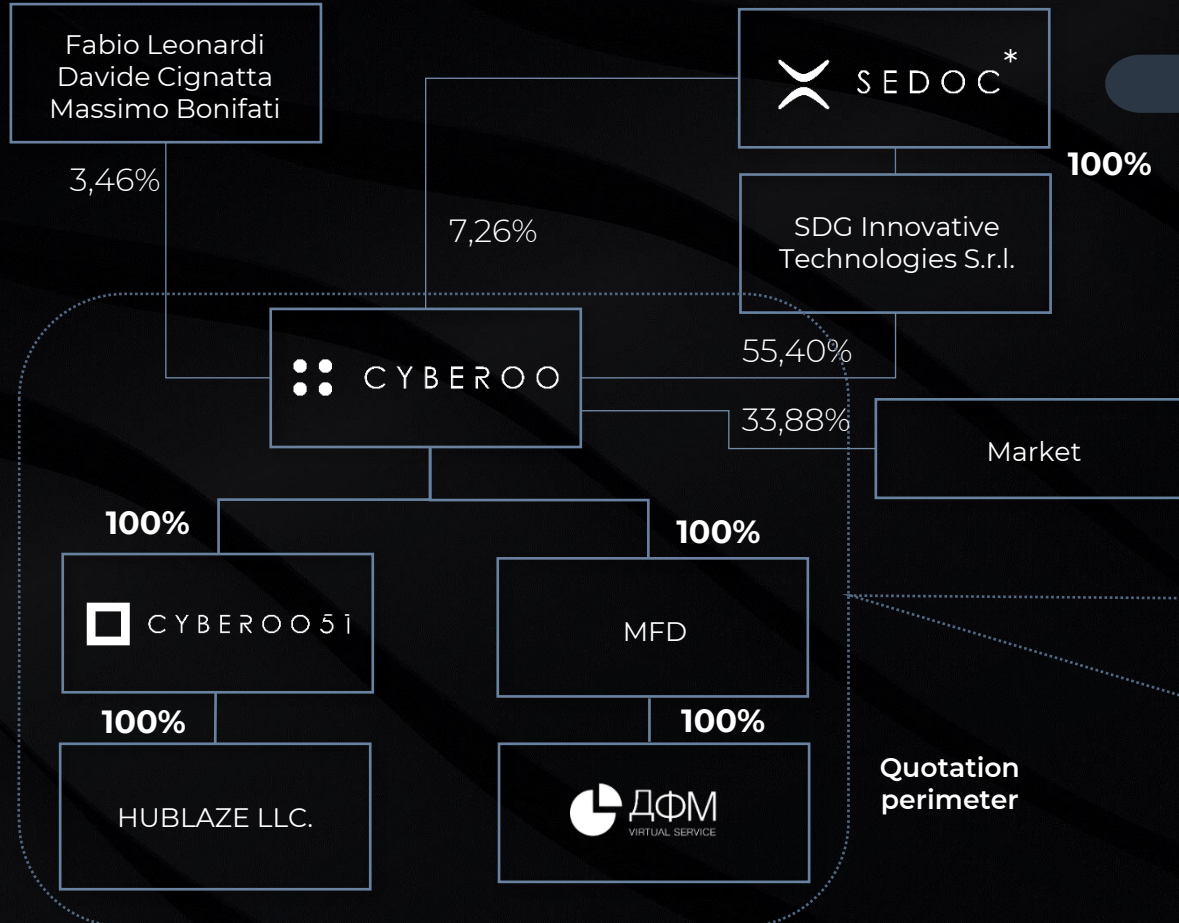 Fabio Leonardi
Davide Cignatta
Massimo Bonifati
SEDOC*
100%
3,46%
7,26%
SDG Innovative
Technologies S.r.l.
CYBEROO
55,40%
33,88%
Market
100%
100%
CYBEROO51
MFD
100%
100%
HUBLAZE LLC.
ДФМ
VIRTUAL SERVICE
Quotation
perimeter